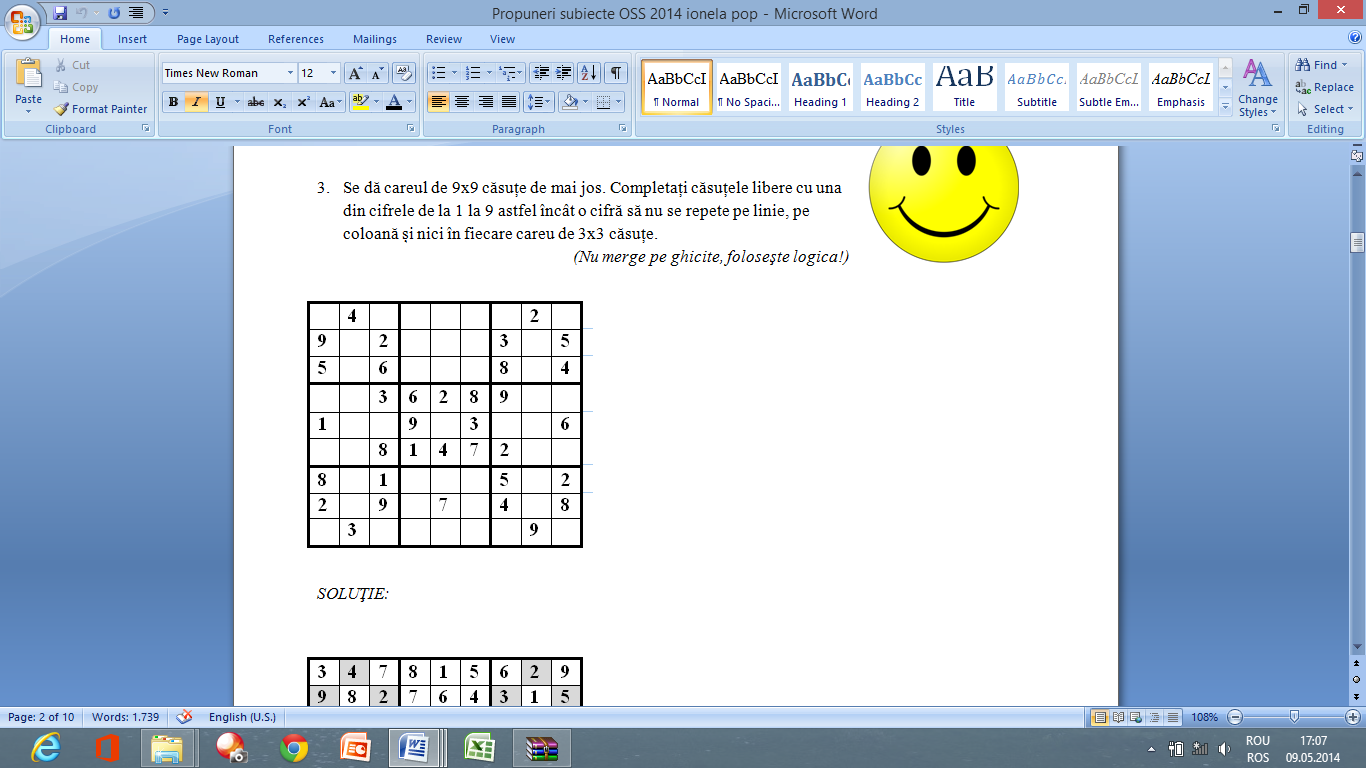 Propuneri subiecte OSS 2014 ionela pop - Microsoft Word
Home Insert Page Layout References Mailings Review View
Paste
Cut
Copy
Format Painter
Clipboard
Times New Roman 12
B I U abc x₂ x² Aa
Font
Paragraph
AaBbCcI AaBbCcI AaBbC AaBbCc AaB AaBbCc. AaBbCcL AaBbCcL
¶ Normal ¶ No Spaci... Heading 1 Heading 2 Title Subtitle Subtle Em... Emphasis
Change Styles
Styles
Find
Replace
Select
Editing
3. Se dă careul de 9x9 căsuțe de mai jos. Completați căsuțele libere cu una
din cifrele de la 1 la 9 astfel încât o cifră să nu se repete pe linie, pe
coloană și nici în fiecare careu de 3x3 căsuțe.
(Nu merge pe ghicite, foloseşte logica!)
4 2
9 2 3 5
5 6 8 4
3 6 2 8 9
1 9 3 6
8 1 4 7 2
8 1 5 2
2 9 7 4 8
3 9
SOLUŢIE:
3 4 7 8 1 5 6 2 9
9 8 2 7 6 4 3 1 5
Page: 2 of 10 Words: 1.739 English (U.S.) 108%
ROU 17:07
ROS 09.05.2014